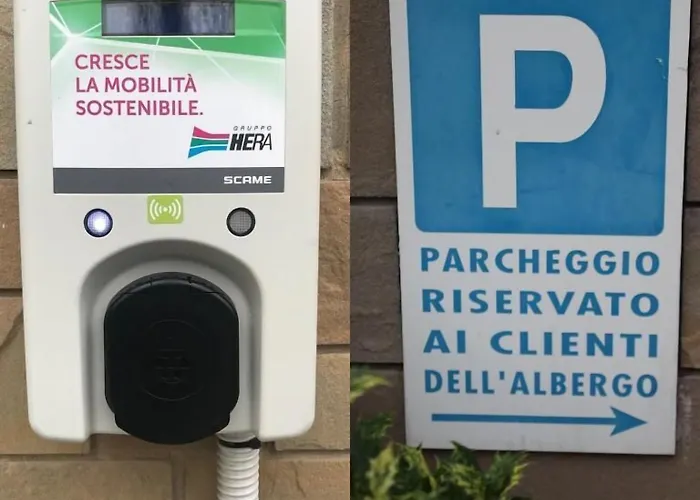 CRESCE
LA MOBILITÀ
SOSTENIBILE.
GRUPPO
HERA
SCAME
P
PARCHEGGIO
RISERVATO
AI CLIENTI
DELL'ALBERGO